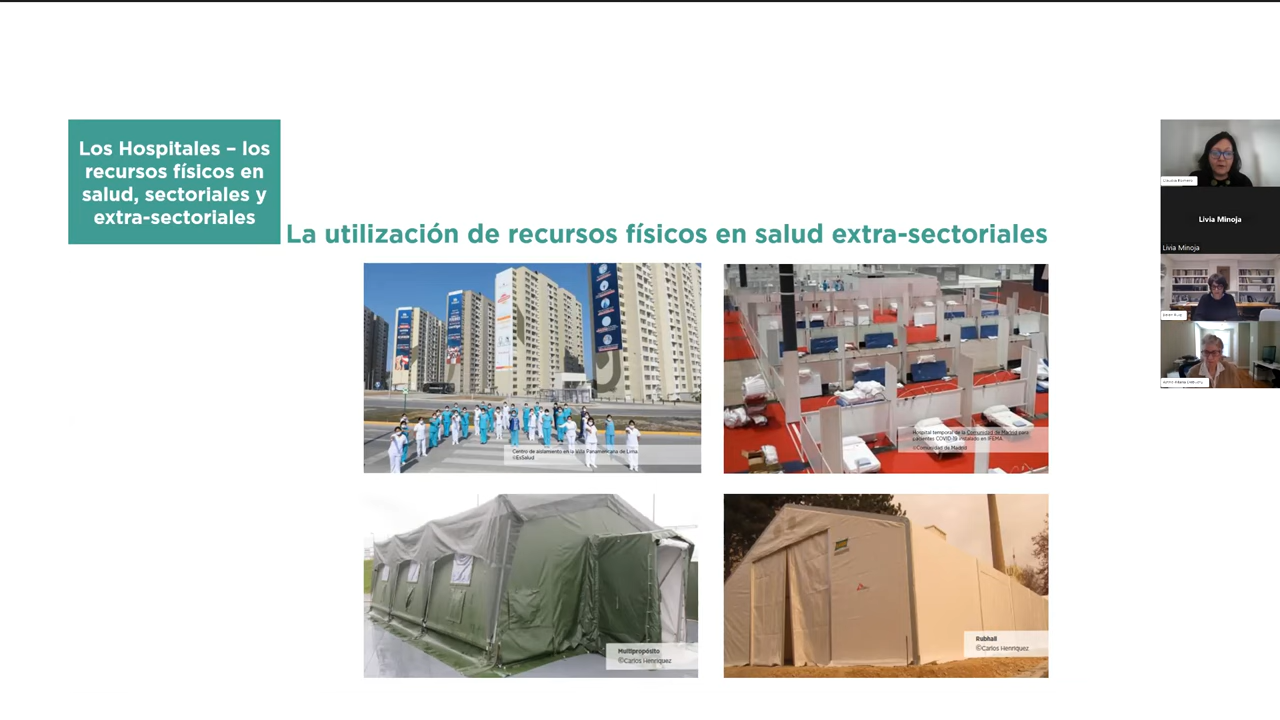 Los Hospitales – los
recursos físicos en
salud, sectoriales y
extra-sectoriales
La utilización de recursos físicos en salud extra-sectoriales
Centro de aislamiento en la Villa Panamericana de Lima.
©EsSalud
Hospital temporal de la Comunidad de Madrid para
pacientes COVID-19 instalado en IFEMA.
©Comunidad de Madrid
Multipropósito
©Carlos Henriquez
Rubhall
©Carlos Henriquez
Livia Minoja
Livia Minoja